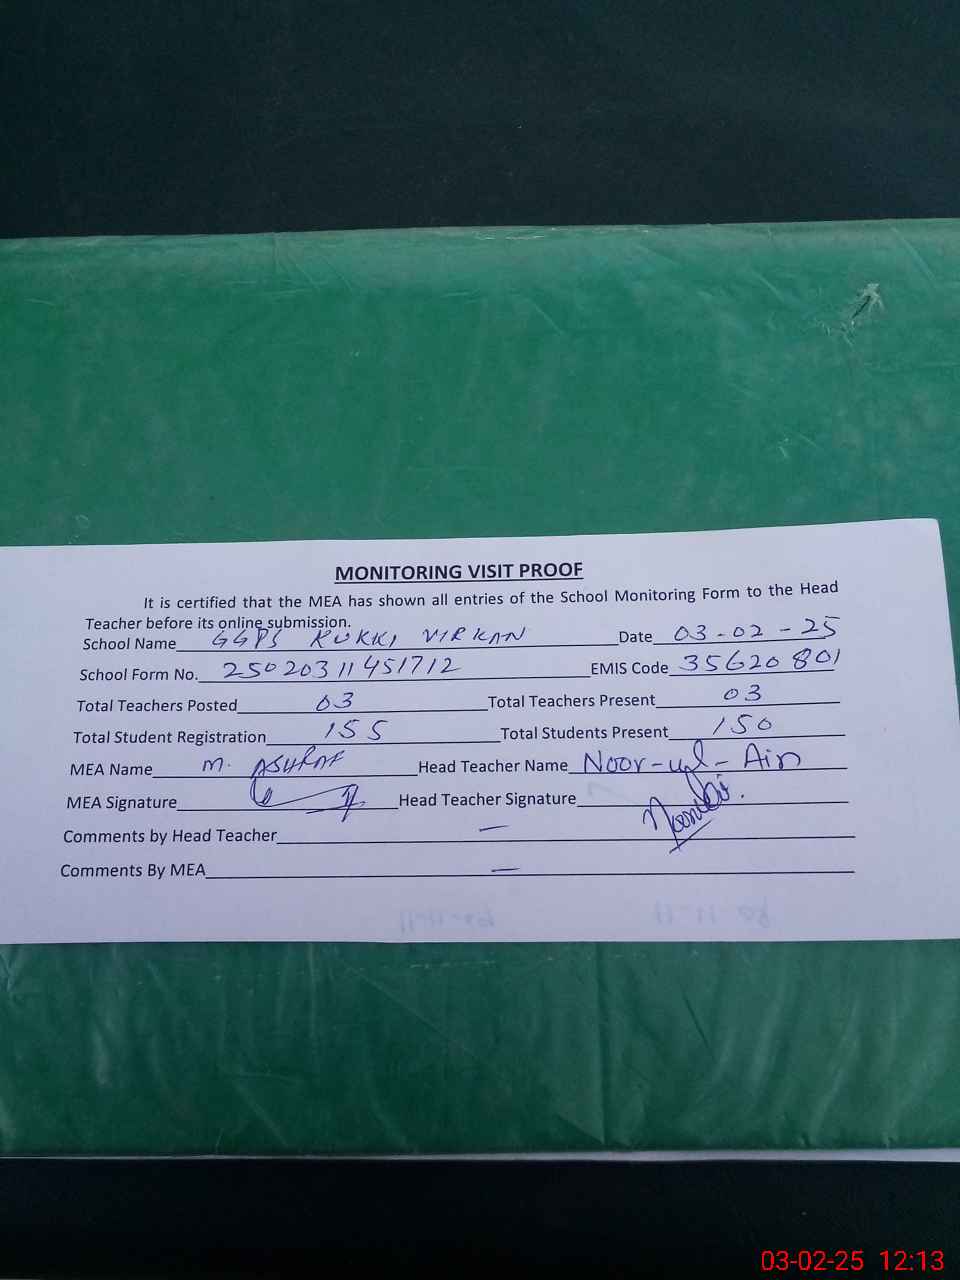 MONITORING VISIT PROOF
It is certified that the MEA has shown all entries of the School Monitoring Form to the Head
Teacher before its online submission.
School Name GGPS KUKKI VIRKAN Date 03-02-25
School Form No. 25020311451712 EMIS Code 35620801
Total Teachers Posted 03 Total Teachers Present 03
Total Student Registration 155 Total Students Present 150
MEA Name M. ASHRAF Head Teacher Name Noor-ul-Ain
MEA Signature Head Teacher Signature
Comments by Head Teacher —
Comments By MEA —
03-02-25 12:13